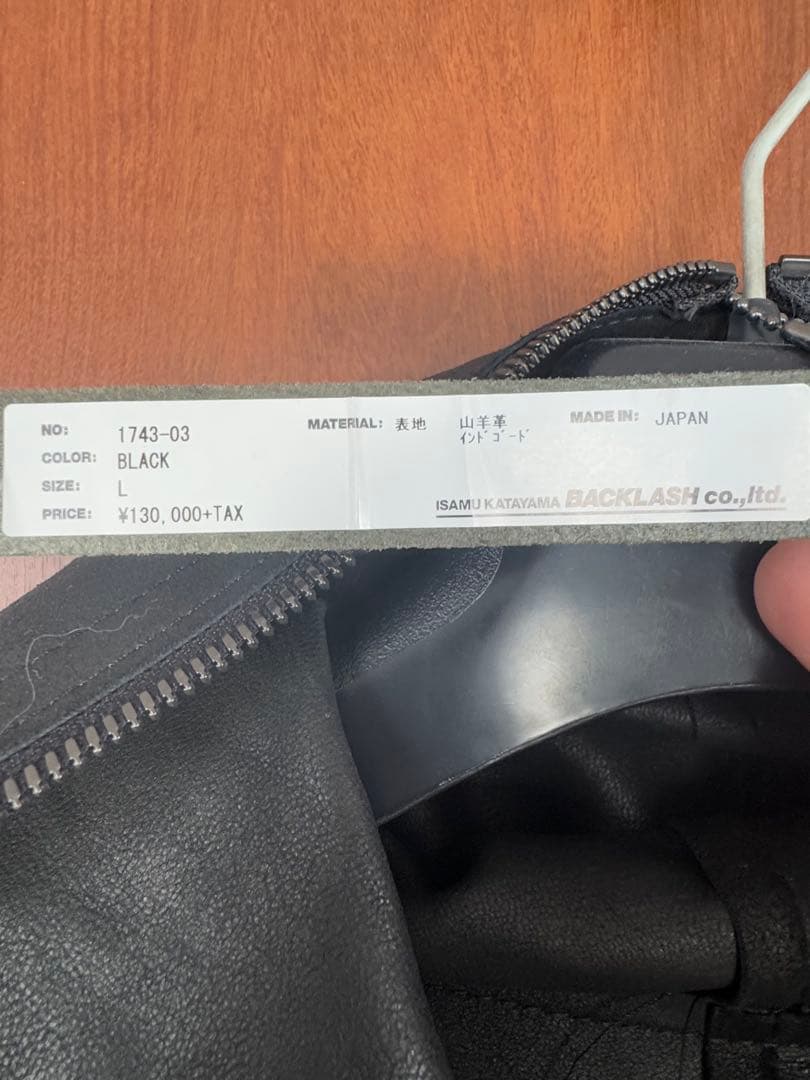 NO: 1743-03
COLOR: BLACK
SIZE: L
PRICE: ¥130,000+TAX
MATERIAL: 表地 山羊革
インドゴード
MADE IN: JAPAN
ISAMU KATAYAMA BACKLASH co.,ltd.